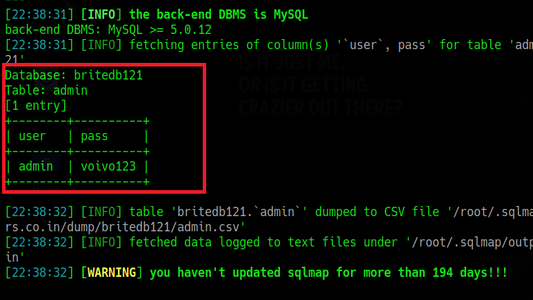 [22:38:31] [INFO] the back-end DBMS is MySQL
back-end DBMS: MySQL >= 5.0.12
[22:38:31] [INFO] fetching entries of column(s) '`user`, pass' for table 'adm
21'
Database: britedb121
Table: admin
[1 entry]
+--------+----------+
| user | pass |
+--------+----------+
| admin | voivo123 |
+--------+----------+
IS IT JUST ME,
OR IS IT GETTING
CRAZIER OUT THERE?
[22:38:32] [INFO] table 'britedb121.`admin`' dumped to CSV file '/root/.sqlma
rs.co.in/dump/britedb121/admin.csv'
[22:38:32] [INFO] fetched data logged to text files under '/root/.sqlmap/outp
in'
[22:38:32] [WARNING] you haven't updated sqlmap for more than 194 days!!!